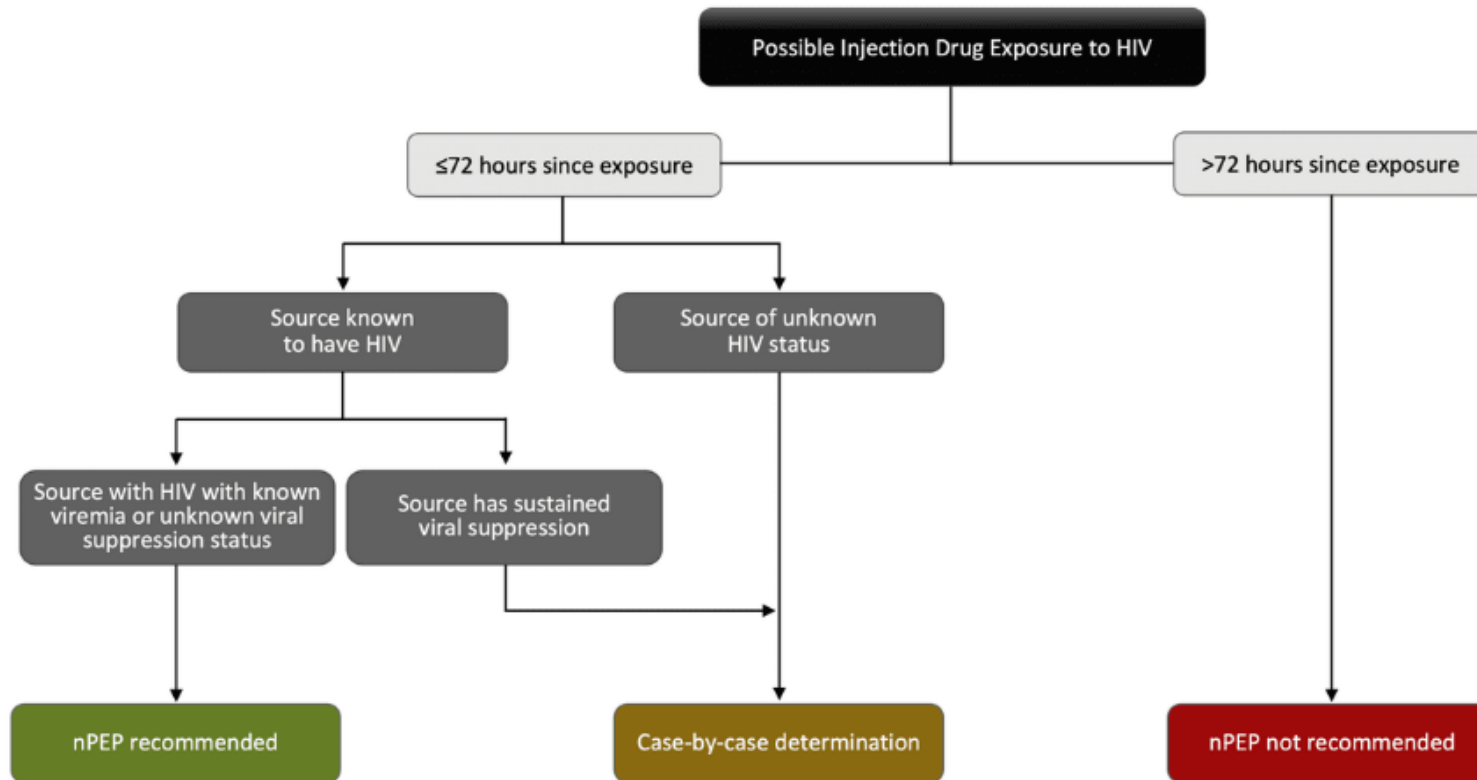 Possible Injection Drug Exposure to HIV
≤72 hours since exposure
>72 hours since exposure
Source known
to have HIV
Source of unknown
HIV status
Source with HIV with known
viremia or unknown viral
suppression status
Source has sustained
viral suppression
nPEP recommended
Case-by-case determination
nPEP not recommended